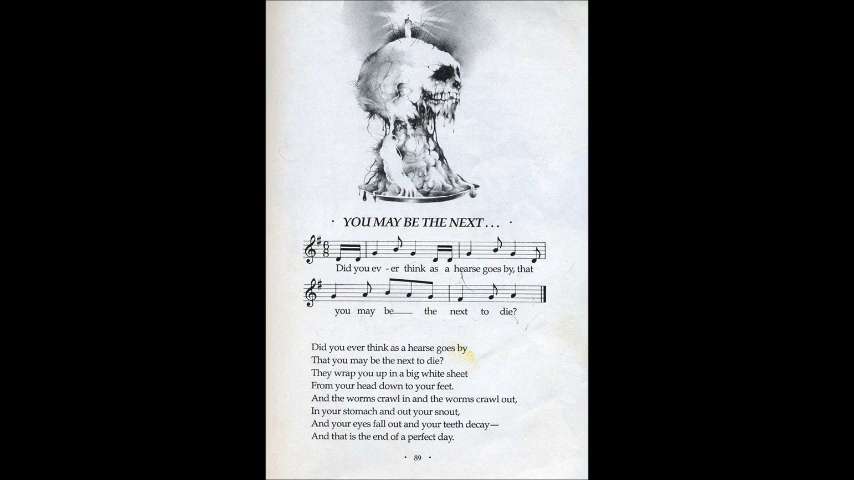 · YOU MAY BE THE NEXT... ·
Did you ev - er think as a hearse goes by, that
you may be the next to die?
Did you ever think as a hearse goes by
That you may be the next to die?
They wrap you up in a big white sheet
From your head down to your feet.
And the worms crawl in and the worms crawl out,
In your stomach and out your snout,
And your eyes fall out and your teeth decay—
And that is the end of a perfect day.
· 89 ·